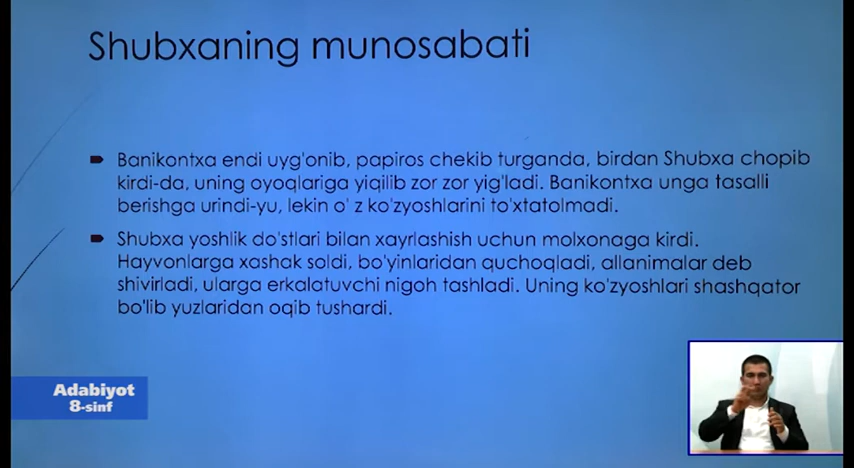 Shubxaning munosabati
Banikontxa endi uyg'onib, papiros chekib turganda, birdan Shubxa chopib
kirdi-da, uning oyoqlariga yiqilib zor zor yig'ladi. Banikontxa unga tasalli
berishga urindi-yu, lekin o' z ko'zyoshlarini to'xtatolmadi.
Shubxa yoshlik do'stlari bilan xayrlashish uchun molxonaga kirdi.
Hayvonlarga xashak soldi, bo'yinlaridan quchoqladi, allanimalar deb
shivirladi, ularga erkalatuvchi nigoh tashladi. Uning ko'zyoshlari shashqator
bo'lib yuzlaridan oqib tushardi.
Adabiyot
8-sinf